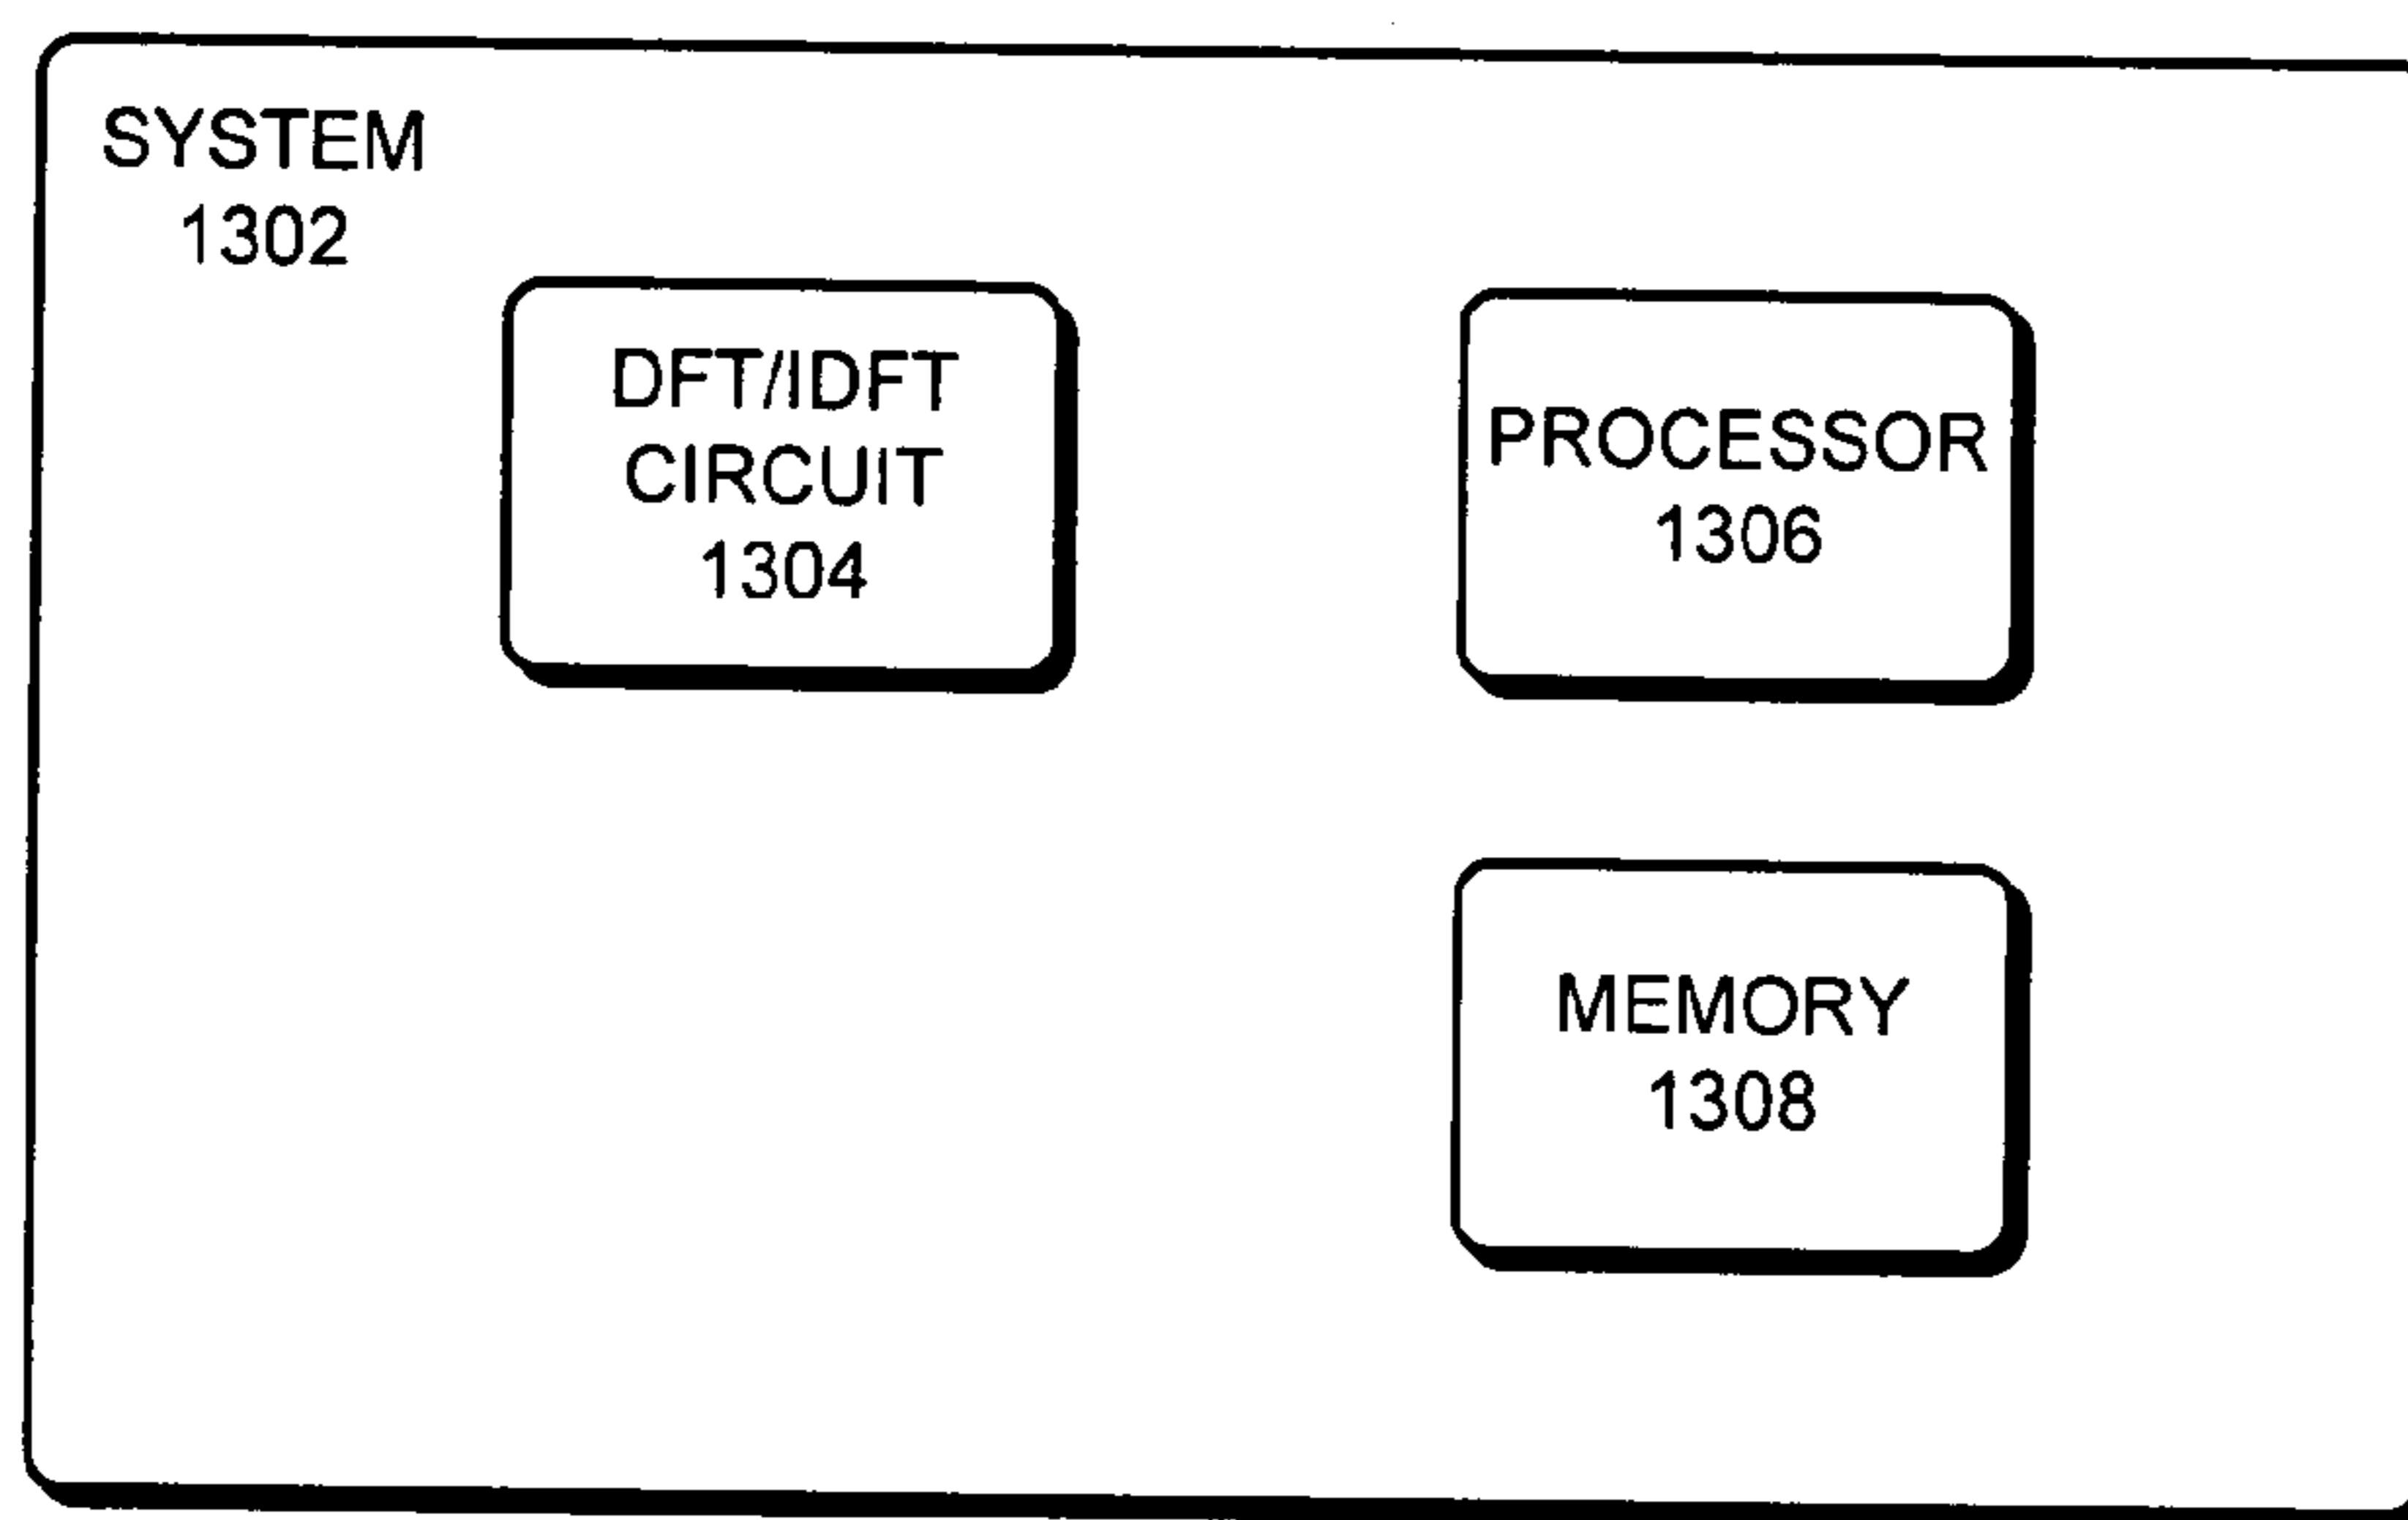 SYSTEM
1302
DFT/IDFT
CIRCUIT
1304
PROCESSOR
1306
MEMORY
1308